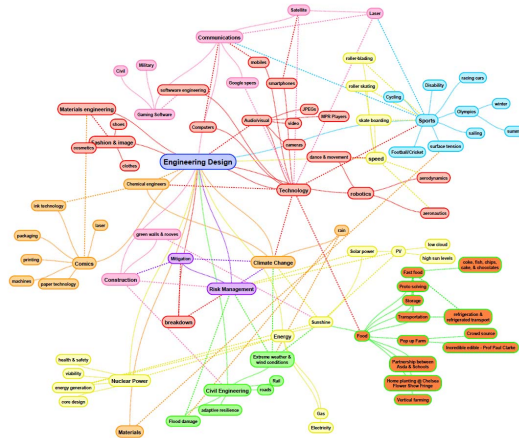 Satellite
Laser
Communications
roller-blading
mobiles
Military
Civil
Google specs
smartphones
roller skating
Disability
racing cars
Cycling
software engineering
Gaming Software
Materials engineering
shoes
Audio/visual
JPEGs
MP4 Players
video
skate-boarding
Sports
Olympics
winter
sailing
summ
Computers
Fashion & image
cosmetics
cameras
Football/Cricket
surface tension
clothes
Engineering Design
dance & movement
speed
Chemical engineers
Technology
robotics
aerodynamics
aeronautics
ink technology
packaging
laser
printing
Comics
machines
paper technology
green walls & rooves
rain
Solar power
PV
low cloud
high sun levels
Mitigation
Climate Change
Construction
Risk Management
Fast food
coke, fish, chips,
cake, & chocolates
Proto-solving
Storage
Transportation
refrigeration &
refrigerated transport
breakdowns
Sunshine
Energy
Food
Pop up Farm
Crowd source
Incredible edible - Prof Paul Clarke
Extreme weather &
wind conditions
health & safety
viability
energy generation
core design
Nuclear Power
Partnership between
Asda & Schools
Home planting @ Chelsea
Flower Show Fringe
Vertical farming
Civil Engineering
Rail
roads
adaptive resilience
Flood damage
Gas
Electricity
Materials